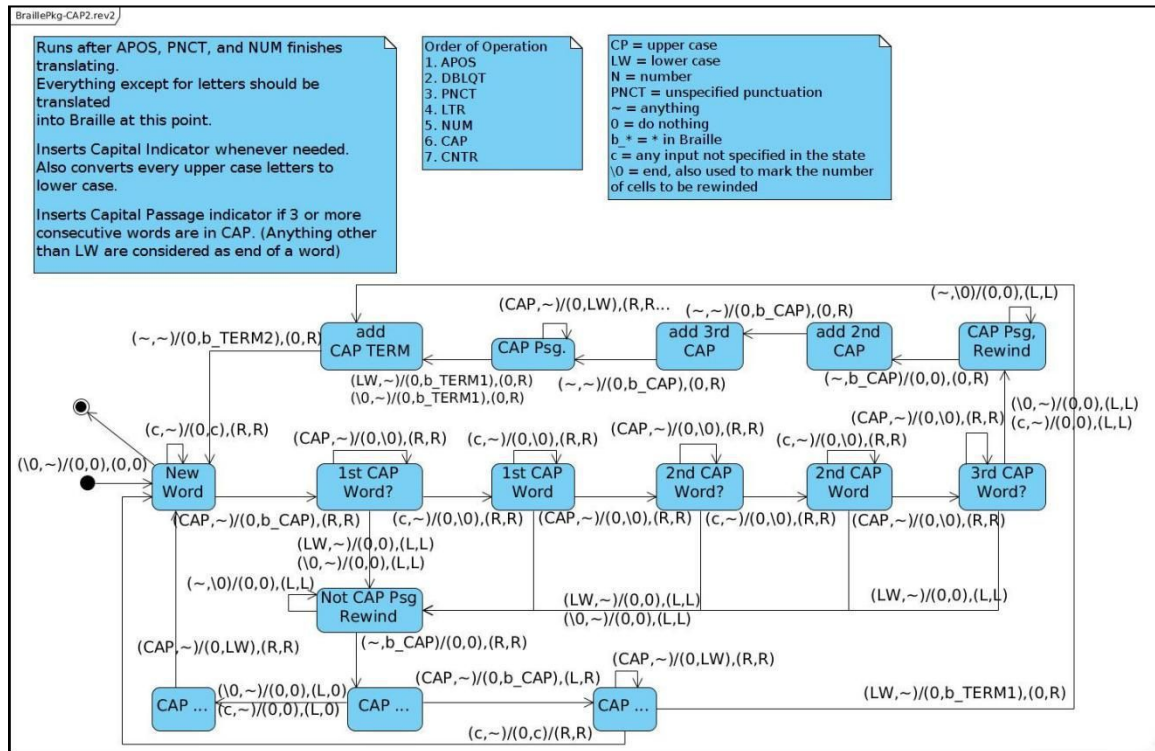 BraillePkg-CAP2.rev2
Runs after APOS, PNCT, and NUM finishes
translating.
Everything except for letters should be
translated
into Braille at this point.
Inserts Capital Indicator whenever needed.
Also converts every upper case letters to
lower case.
Inserts Capital Passage indicator if 3 or more
consecutive words are in CAP. (Anything other
than LW are considered as end of a word)
Order of Operation
1. APOS
2. DBLQT
3. PNCT
4. LTR
5. NUM
6. CAP
7. CNTR
CP = upper case
LW = lower case
N = number
PNCT = unspecified punctuation
~ = anything
0 = do nothing
b_* = * in Braille
c = any input not specified in the state
\0 = end, also used to mark the number
of cells to be rewinded
(~,~)/(0,b_TERM2),(0,R)
add
CAP TERM
(CAP,~)/(0,LW),(R,R...
CAP Psg.
(LW,~)/(0,b_TERM1),(0,R)
(\0,~)/(0,b_TERM1),(0,R)
(~,~)/(0,b_CAP),(0,R)
add 3rd
CAP
(~,~)/(0,b_CAP),(0,R)
add 2nd
CAP
(~,b_CAP)/(0,0),(0,R)
(~,\0)/(0,0),(L,L)
CAP Psg,
Rewind
(\0,~)/(0,0),(L,L)
(c,~)/(0,0),(L,L)
(\0,~)/(0,0),(0,0)
(c,~)/(0,c),(R,R)
New
Word
(CAP,~)/(0,b_CAP),(R,R)
(CAP,~)/(0,\0),(R,R)
1st CAP
Word?
(c,~)/(0,\0),(R,R)
(c,~)/(0,\0),(R,R)
1st CAP
Word
(CAP,~)/(0,\0),(R,R)
(CAP,~)/(0,\0),(R,R)
2nd CAP
Word?
(c,~)/(0,\0),(R,R)
(c,~)/(0,\0),(R,R)
2nd CAP
Word
(CAP,~)/(0,\0),(R,R)
(CAP,~)/(0,\0),(R,R)
3rd CAP
Word?
(LW,~)/(0,0),(L,L)
(\0,~)/(0,0),(L,L)
(~,\0)/(0,0),(L,L)
Not CAP Psg
Rewind
(LW,~)/(0,0),(L,L)
(\0,~)/(0,0),(L,L)
(LW,~)/(0,0),(L,L)
(~,b_CAP)/(0,0),(R,R)
(CAP,~)/(0,LW),(R,R)
CAP ...
(\0,~)/(0,0),(L,0)
(c,~)/(0,0),(L,0)
CAP ...
(CAP,~)/(0,b_CAP),(L,R)
(CAP,~)/(0,LW),(R,R)
CAP ...
(LW,~)/(0,b_TERM1),(0,R)
(c,~)/(0,c)/(R,R)